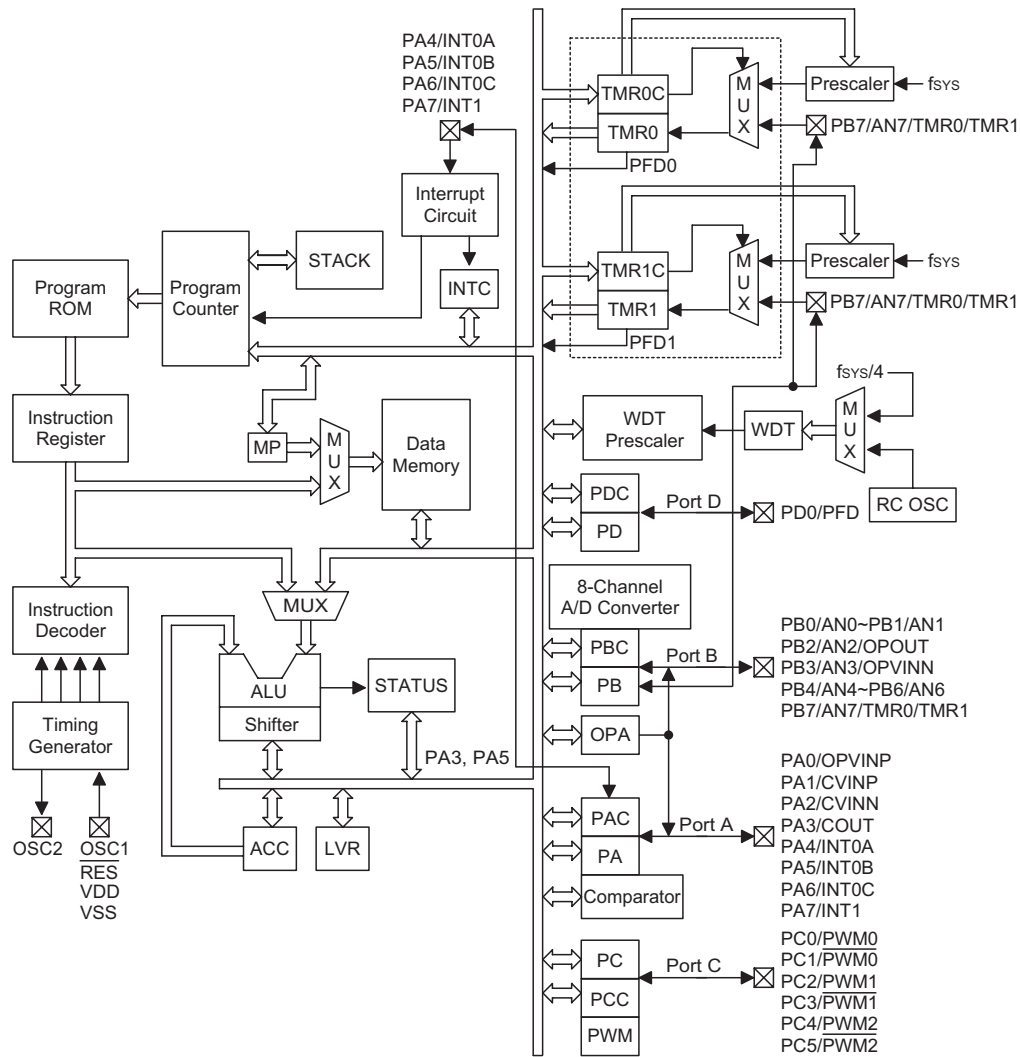 PA4/INT0A
PA5/INT0B
PA6/INT0C
PA7/INT1
Interrupt
Circuit
INTC
STACK
Program
Counter
Program
ROM
Instruction
Register
MP
MUX
Data
Memory
MUX
Instruction
Decoder
ALU
Shifter
STATUS
Timing
Generator
PA3, PA5
OSC2
OSC1
RES
VDD
VSS
ACC
LVR
TMR0C
TMR0
PFD0
MUX
Prescaler
fSYS
PB7/AN7/TMR0/TMR1
TMR1C
TMR1
PFD1
MUX
Prescaler
fSYS
PB7/AN7/TMR0/TMR1
fSYS/4
WDT
Prescaler
WDT
MUX
RC OSC
PDC
PD
Port D
PD0/PFD
8-Channel
A/D Converter
PBC
PB
Port B
PB0/AN0~PB1/AN1
PB2/AN2/OPOUT
PB3/AN3/OPVINN
PB4/AN4~PB6/AN6
PB7/AN7/TMR0/TMR1
OPA
PAC
PA
Port A
Comparator
PA0/OPVINP
PA1/CVINP
PA2/CVINN
PA3/COUT
PA4/INT0A
PA5/INT0B
PA6/INT0C
PA7/INT1
PC
PCC
PWM
Port C
PC0/PWM0
PC1/PWM0
PC2/PWM1
PC3/PWM1
PC4/PWM2
PC5/PWM2